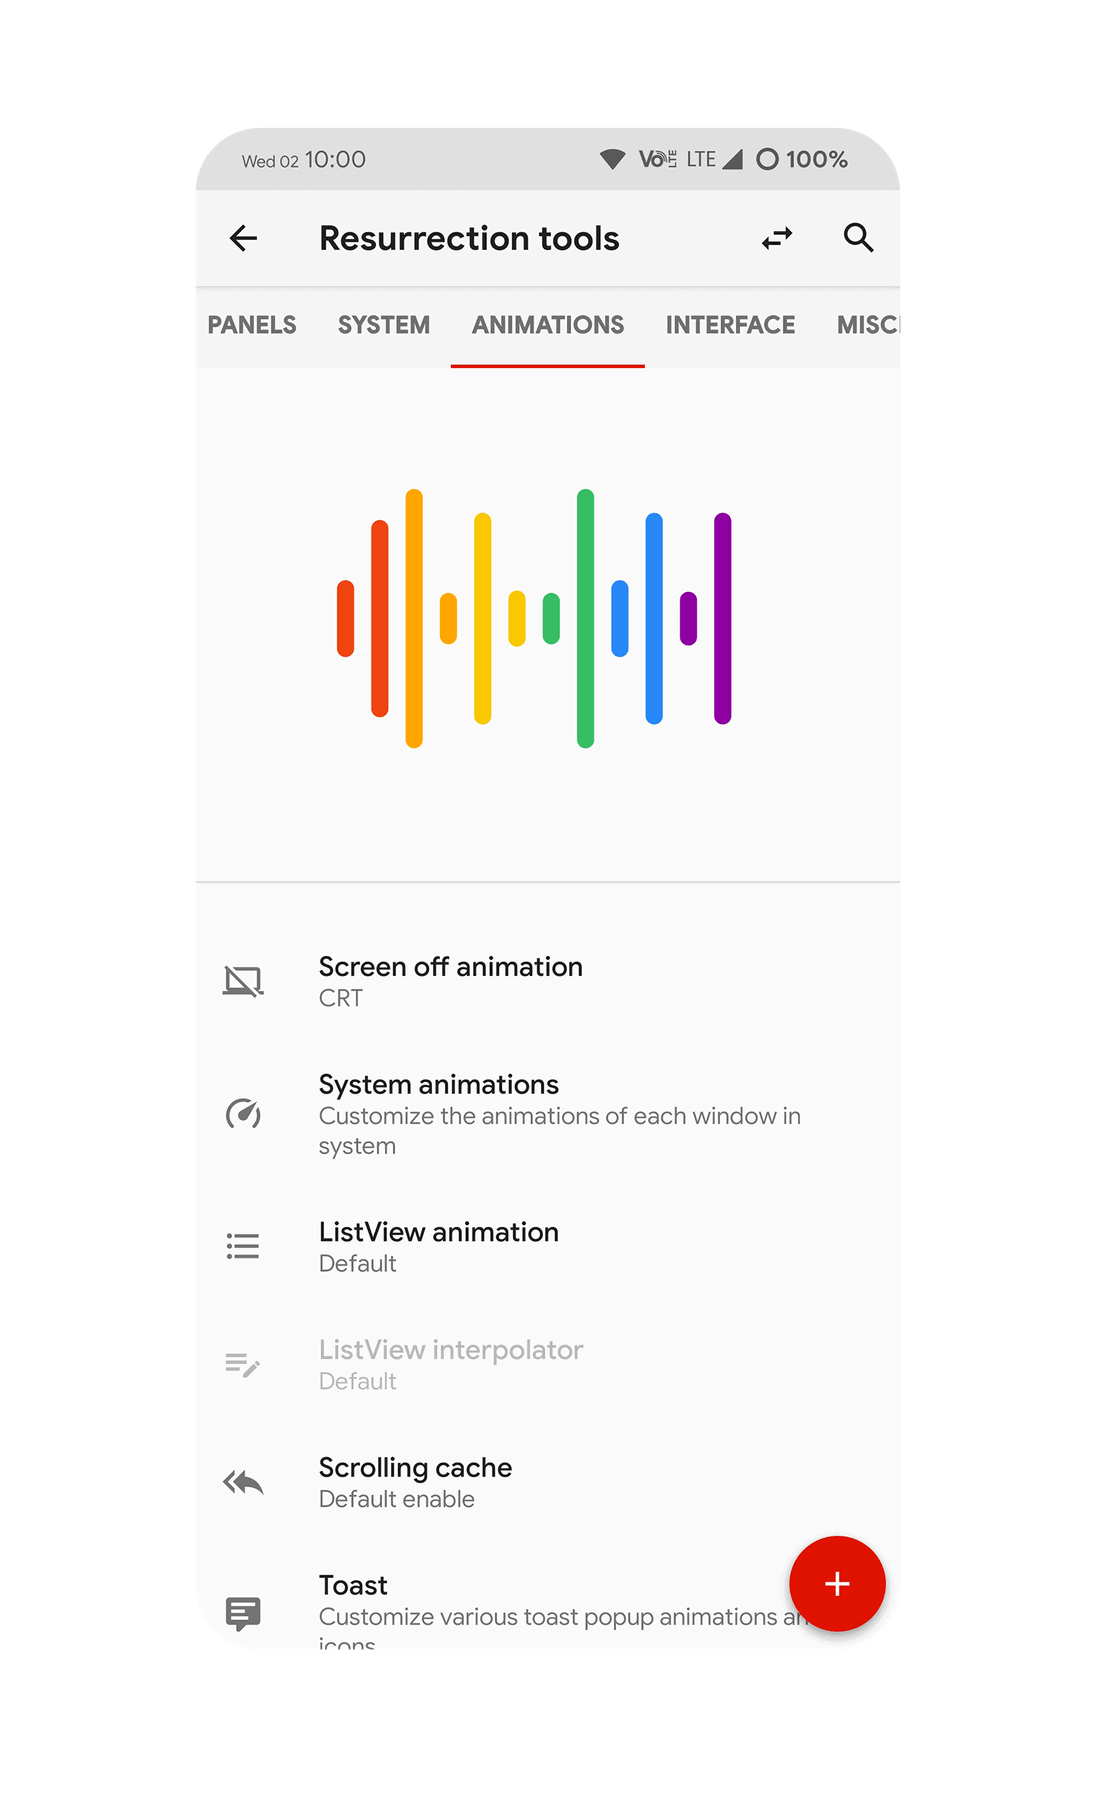 Wed 02 10:00 VoLTE LTE 100%
Resurrection tools
PANELS SYSTEM ANIMATIONS INTERFACE MISC
Screen off animation
CRT
System animations
Customize the animations of each window in
system
ListView animation
Default
ListView interpolator
Default
Scrolling cache
Default enable
Toast
Customize various toast popup animations an
icons